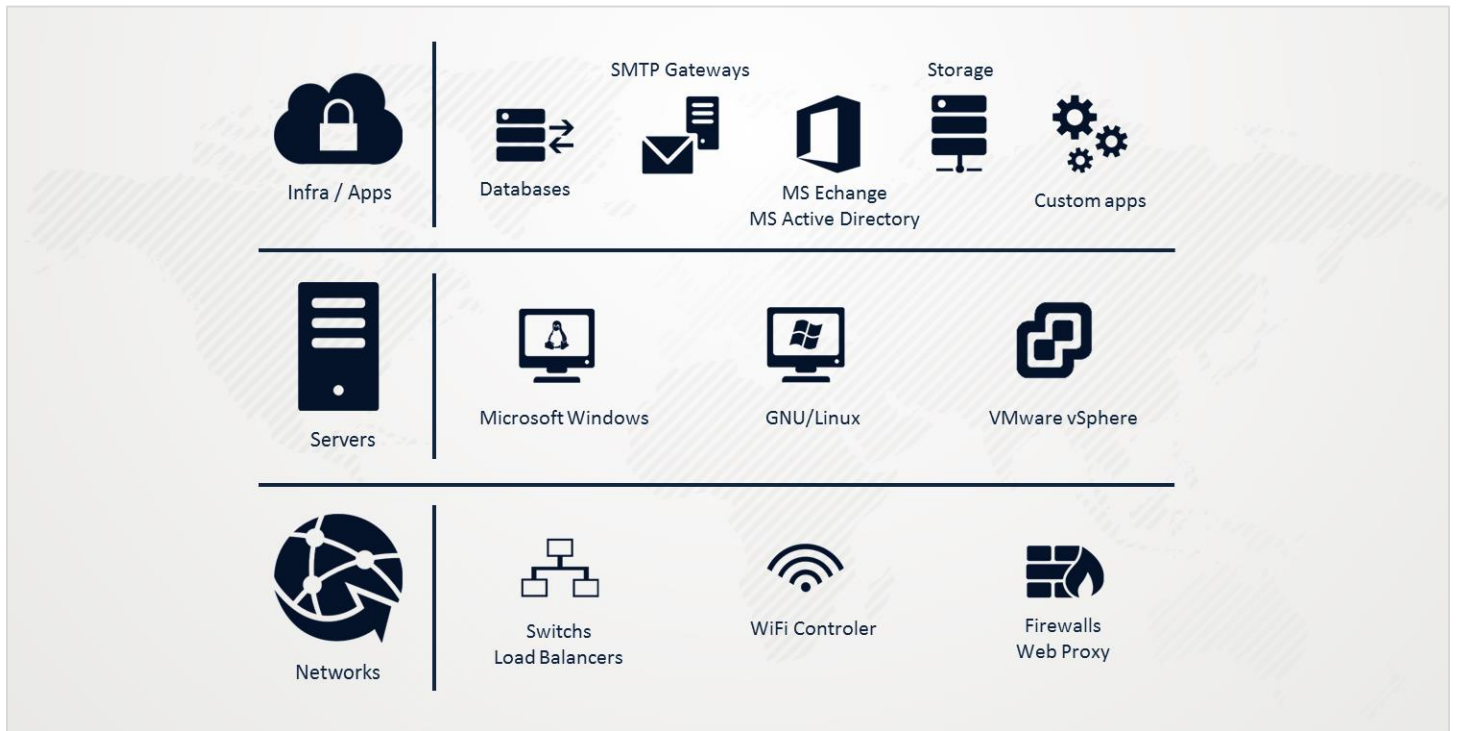 SMTP Gateways
Storage
Infra / Apps
Databases
MS Echange
MS Active Directory
Custom apps
Servers
Microsoft Windows
GNU/Linux
VMware vSphere
Networks
Switchs
Load Balancers
WiFi Controler
Firewalls
Web Proxy